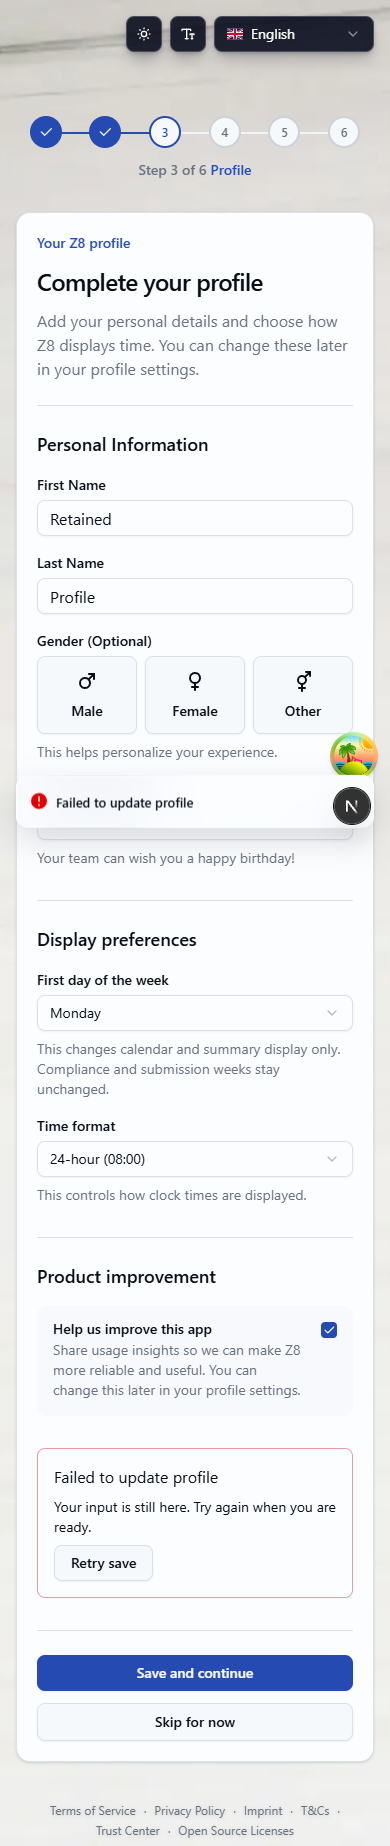 English
3
4
5
6
Step 3 of 6 Profile
Your Z8 profile
Complete your profile
Add your personal details and choose how
Z8 displays time. You can change these later
in your profile settings.
Personal Information
First Name
Retained
Last Name
Profile
Gender (Optional)
Male
Female
Other
This helps personalize your experience.
Failed to update profile
N
Your team can wish you a happy birthday!
Display preferences
First day of the week
Monday
This changes calendar and summary display only.
Compliance and submission weeks stay
unchanged.
Time format
24-hour (08:00)
This controls how clock times are displayed.
Product improvement
Help us improve this app
Share usage insights so we can make Z8
more reliable and useful. You can
change this later in your profile settings.
Failed to update profile
Your input is still here. Try again when you are
ready.
Retry save
Save and continue
Skip for now
Terms of Service · Privacy Policy · Imprint · T&Cs ·
Trust Center · Open Source Licenses